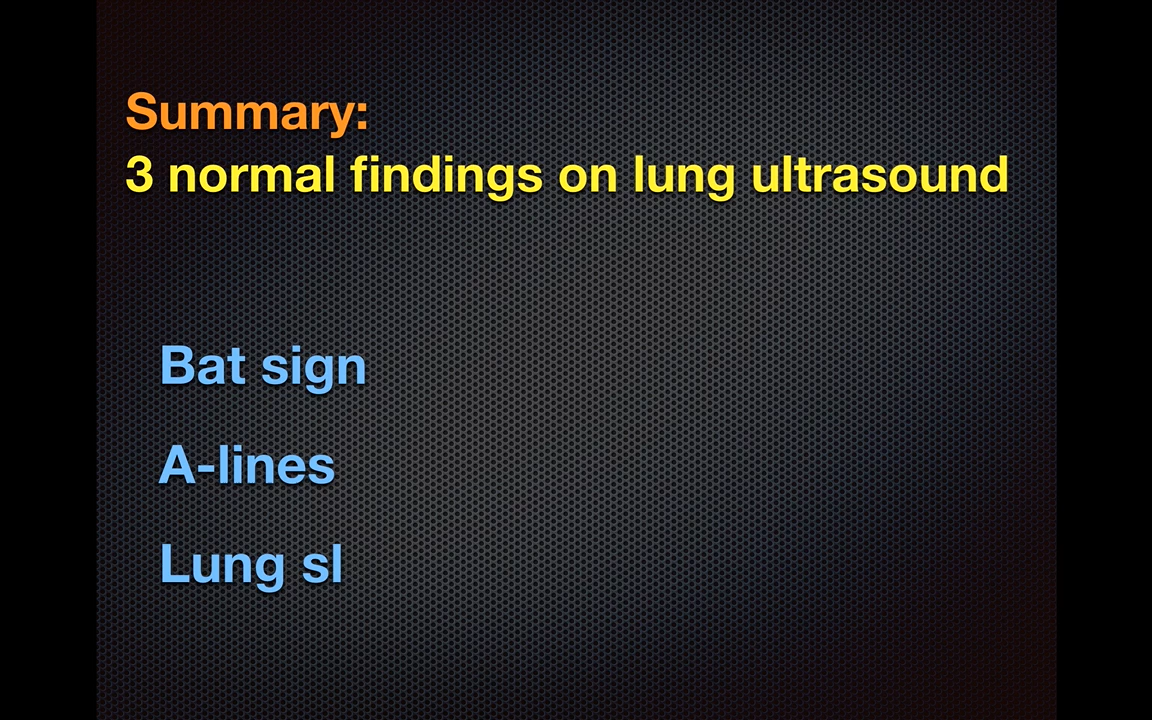 Summary:
3 normal findings on lung ultrasound
Bat sign
A-lines
Lung sl